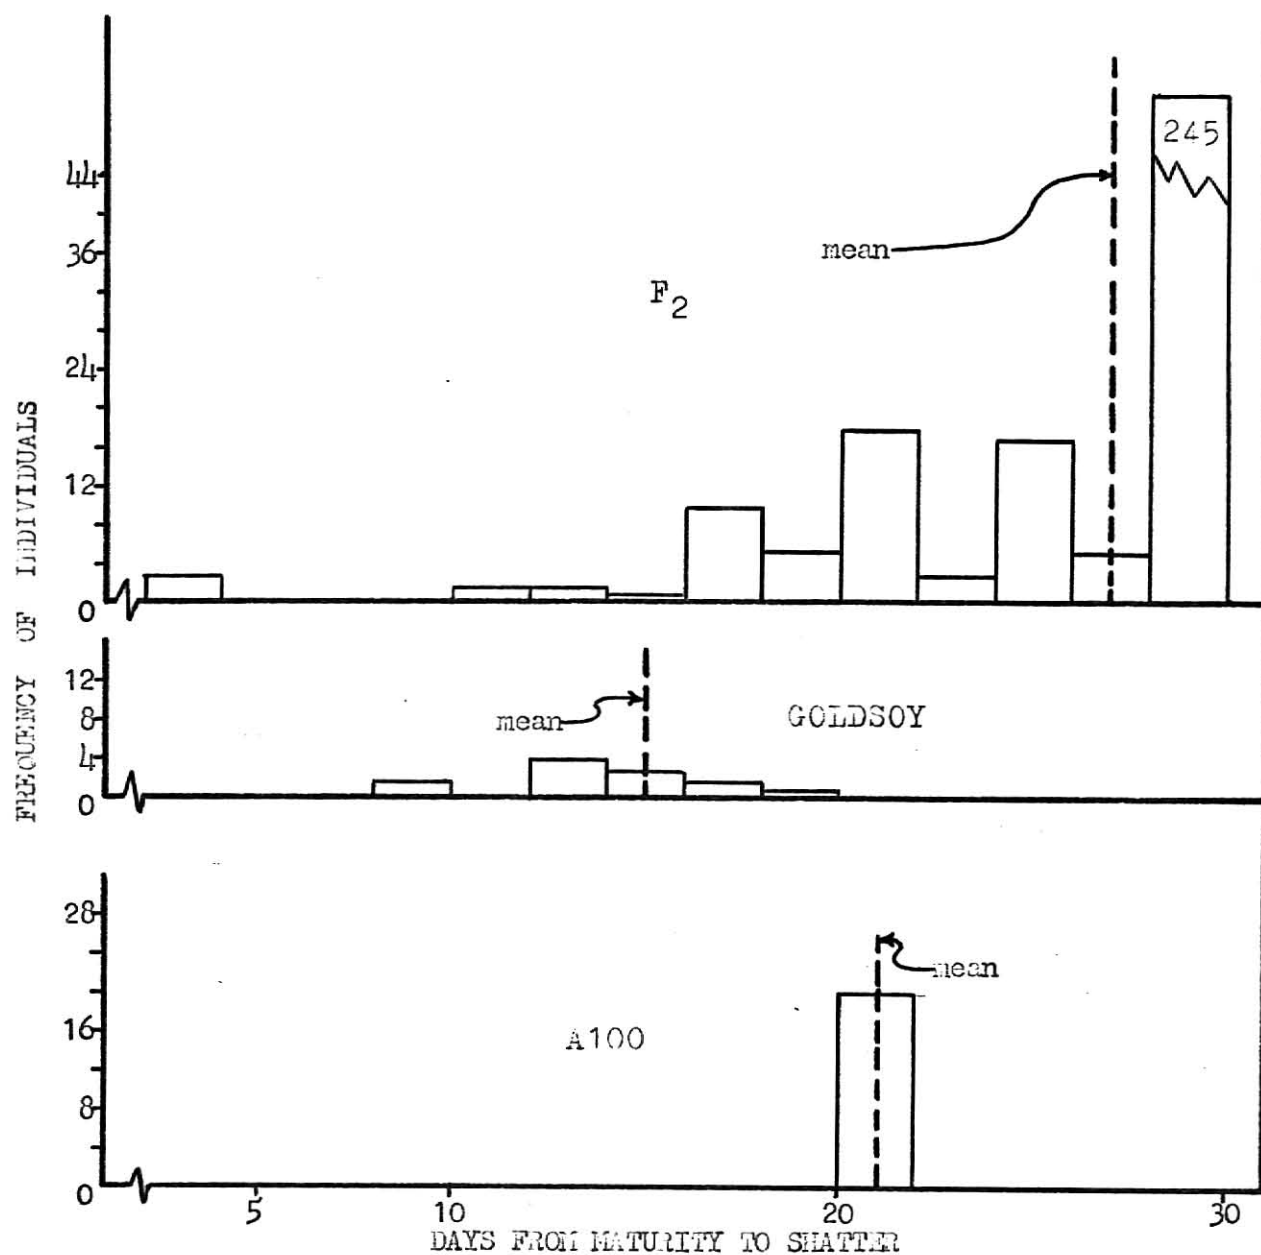 245
44
36
mean
F2
24
12
0
FREQUENCY OF INDIVIDUALS
12
8
4
0
mean
GOLDSOY
28
16
8
0
mean
A100
5 10 20 30
DAYS FROM MATURITY TO SHATTER